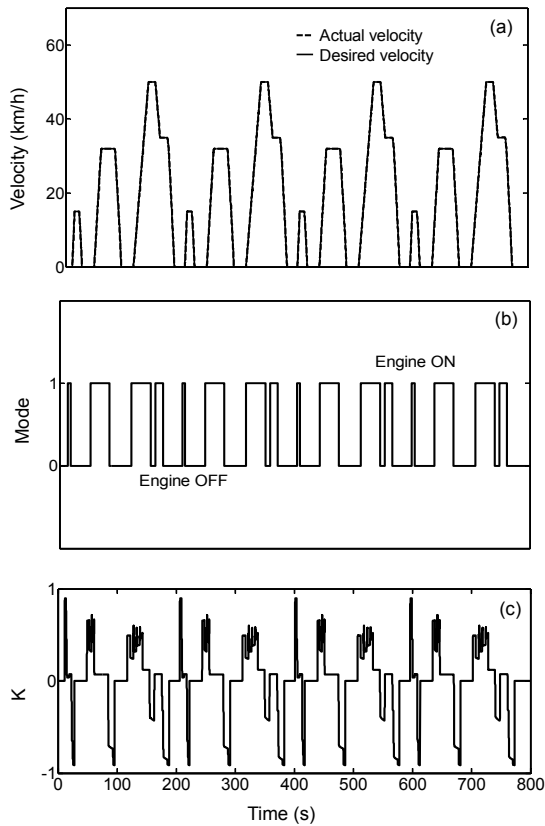 (a)
Actual velocity
Desired velocity
60
40
20
0
Velocity (km/h)
(b)
Engine ON
1
0
Engine OFF
Mode
(c)
1
0
-1
K
0 100 200 300 400 500 600 700 800
Time (s)